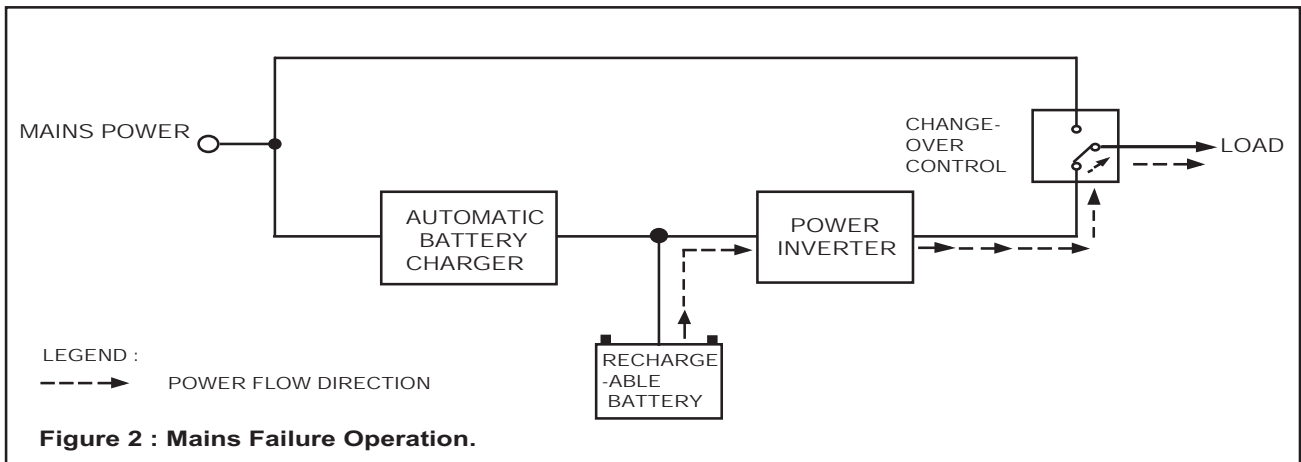 MAINS POWER
CHANGE-
OVER
CONTROL
LOAD
AUTOMATIC
BATTERY
CHARGER
POWER
INVERTER
RECHARGE
-ABLE
BATTERY
LEGEND :
POWER FLOW DIRECTION
Figure 2 : Mains Failure Operation.